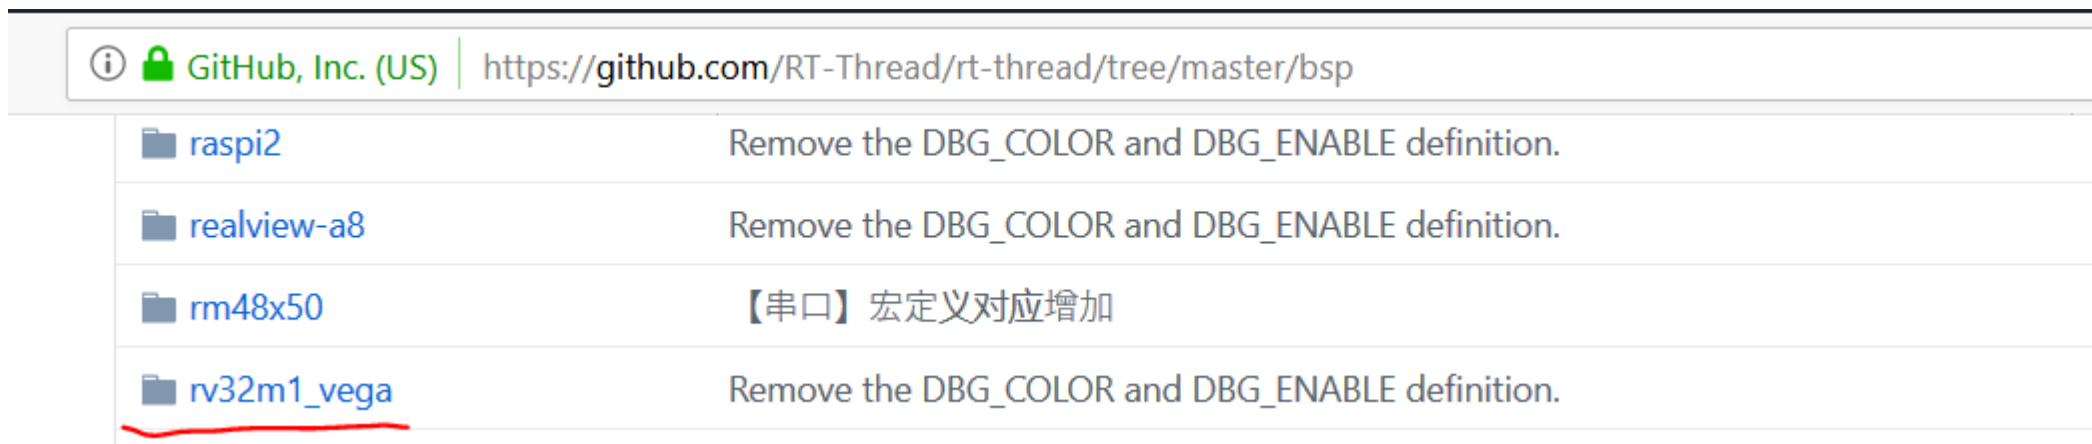 GitHub, Inc. (US) https://github.com/RT-Thread/rt-thread/tree/master/bsp
raspi2 Remove the DBG_COLOR and DBG_ENABLE definition.
realview-a8 Remove the DBG_COLOR and DBG_ENABLE definition.
rm48x50 【串口】宏定义对应增加
rv32m1_vega Remove the DBG_COLOR and DBG_ENABLE definition.